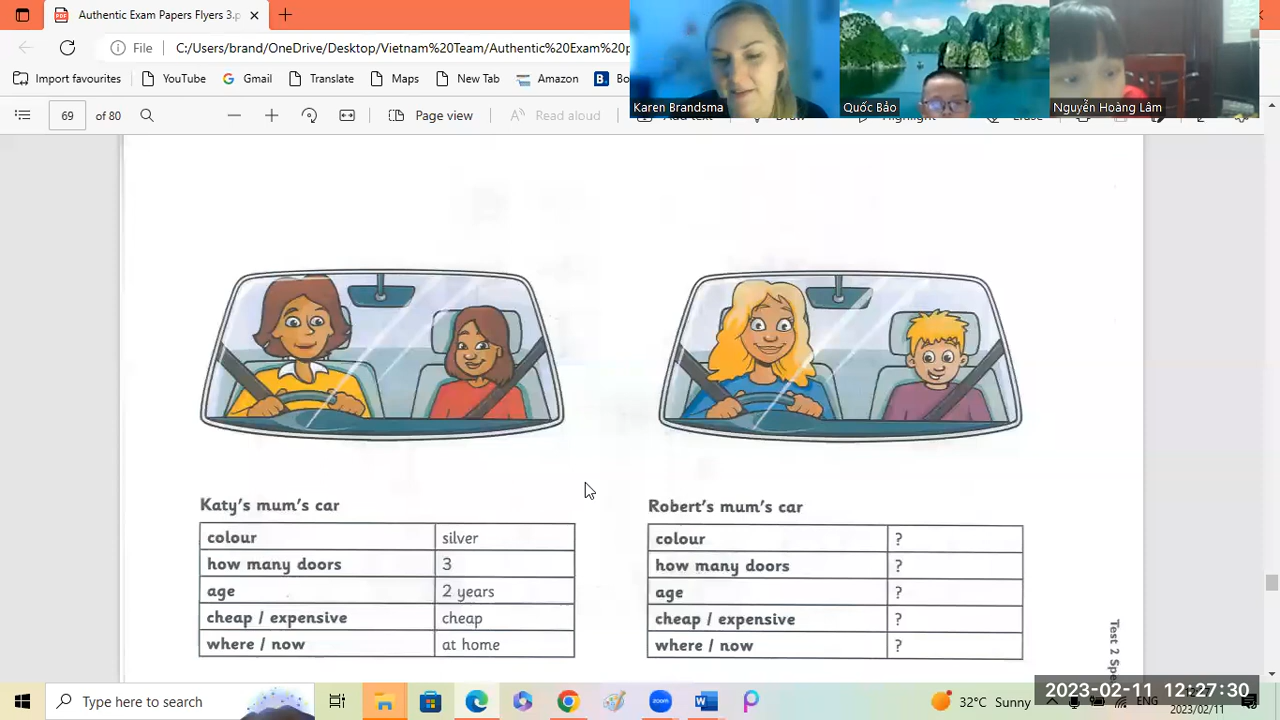 Authentic Exam Papers Flyers 3.p
File
C:/Users/brand/OneDrive/Desktop/Vietnam%20Team/Authentic%20Exam%20p
Import favourites
YouTube
Gmail
Translate
Maps
New Tab
Amazon
B.
Bo
Karen Brandsma
Quốc Bảo
Nguyễn Hoàng Lâm
69 of 80
Page view
Read aloud
Katy's mum's car
colour silver
how many doors 3
age 2 years
cheap / expensive cheap
where / now at home
Robert's mum's car
colour ?
how many doors ?
age ?
cheap / expensive ?
where / now ?
Test 2 Spe
Type here to search
zoom
32°C Sunny
ENG
2023-02-11 12:27:30
2023/02/11